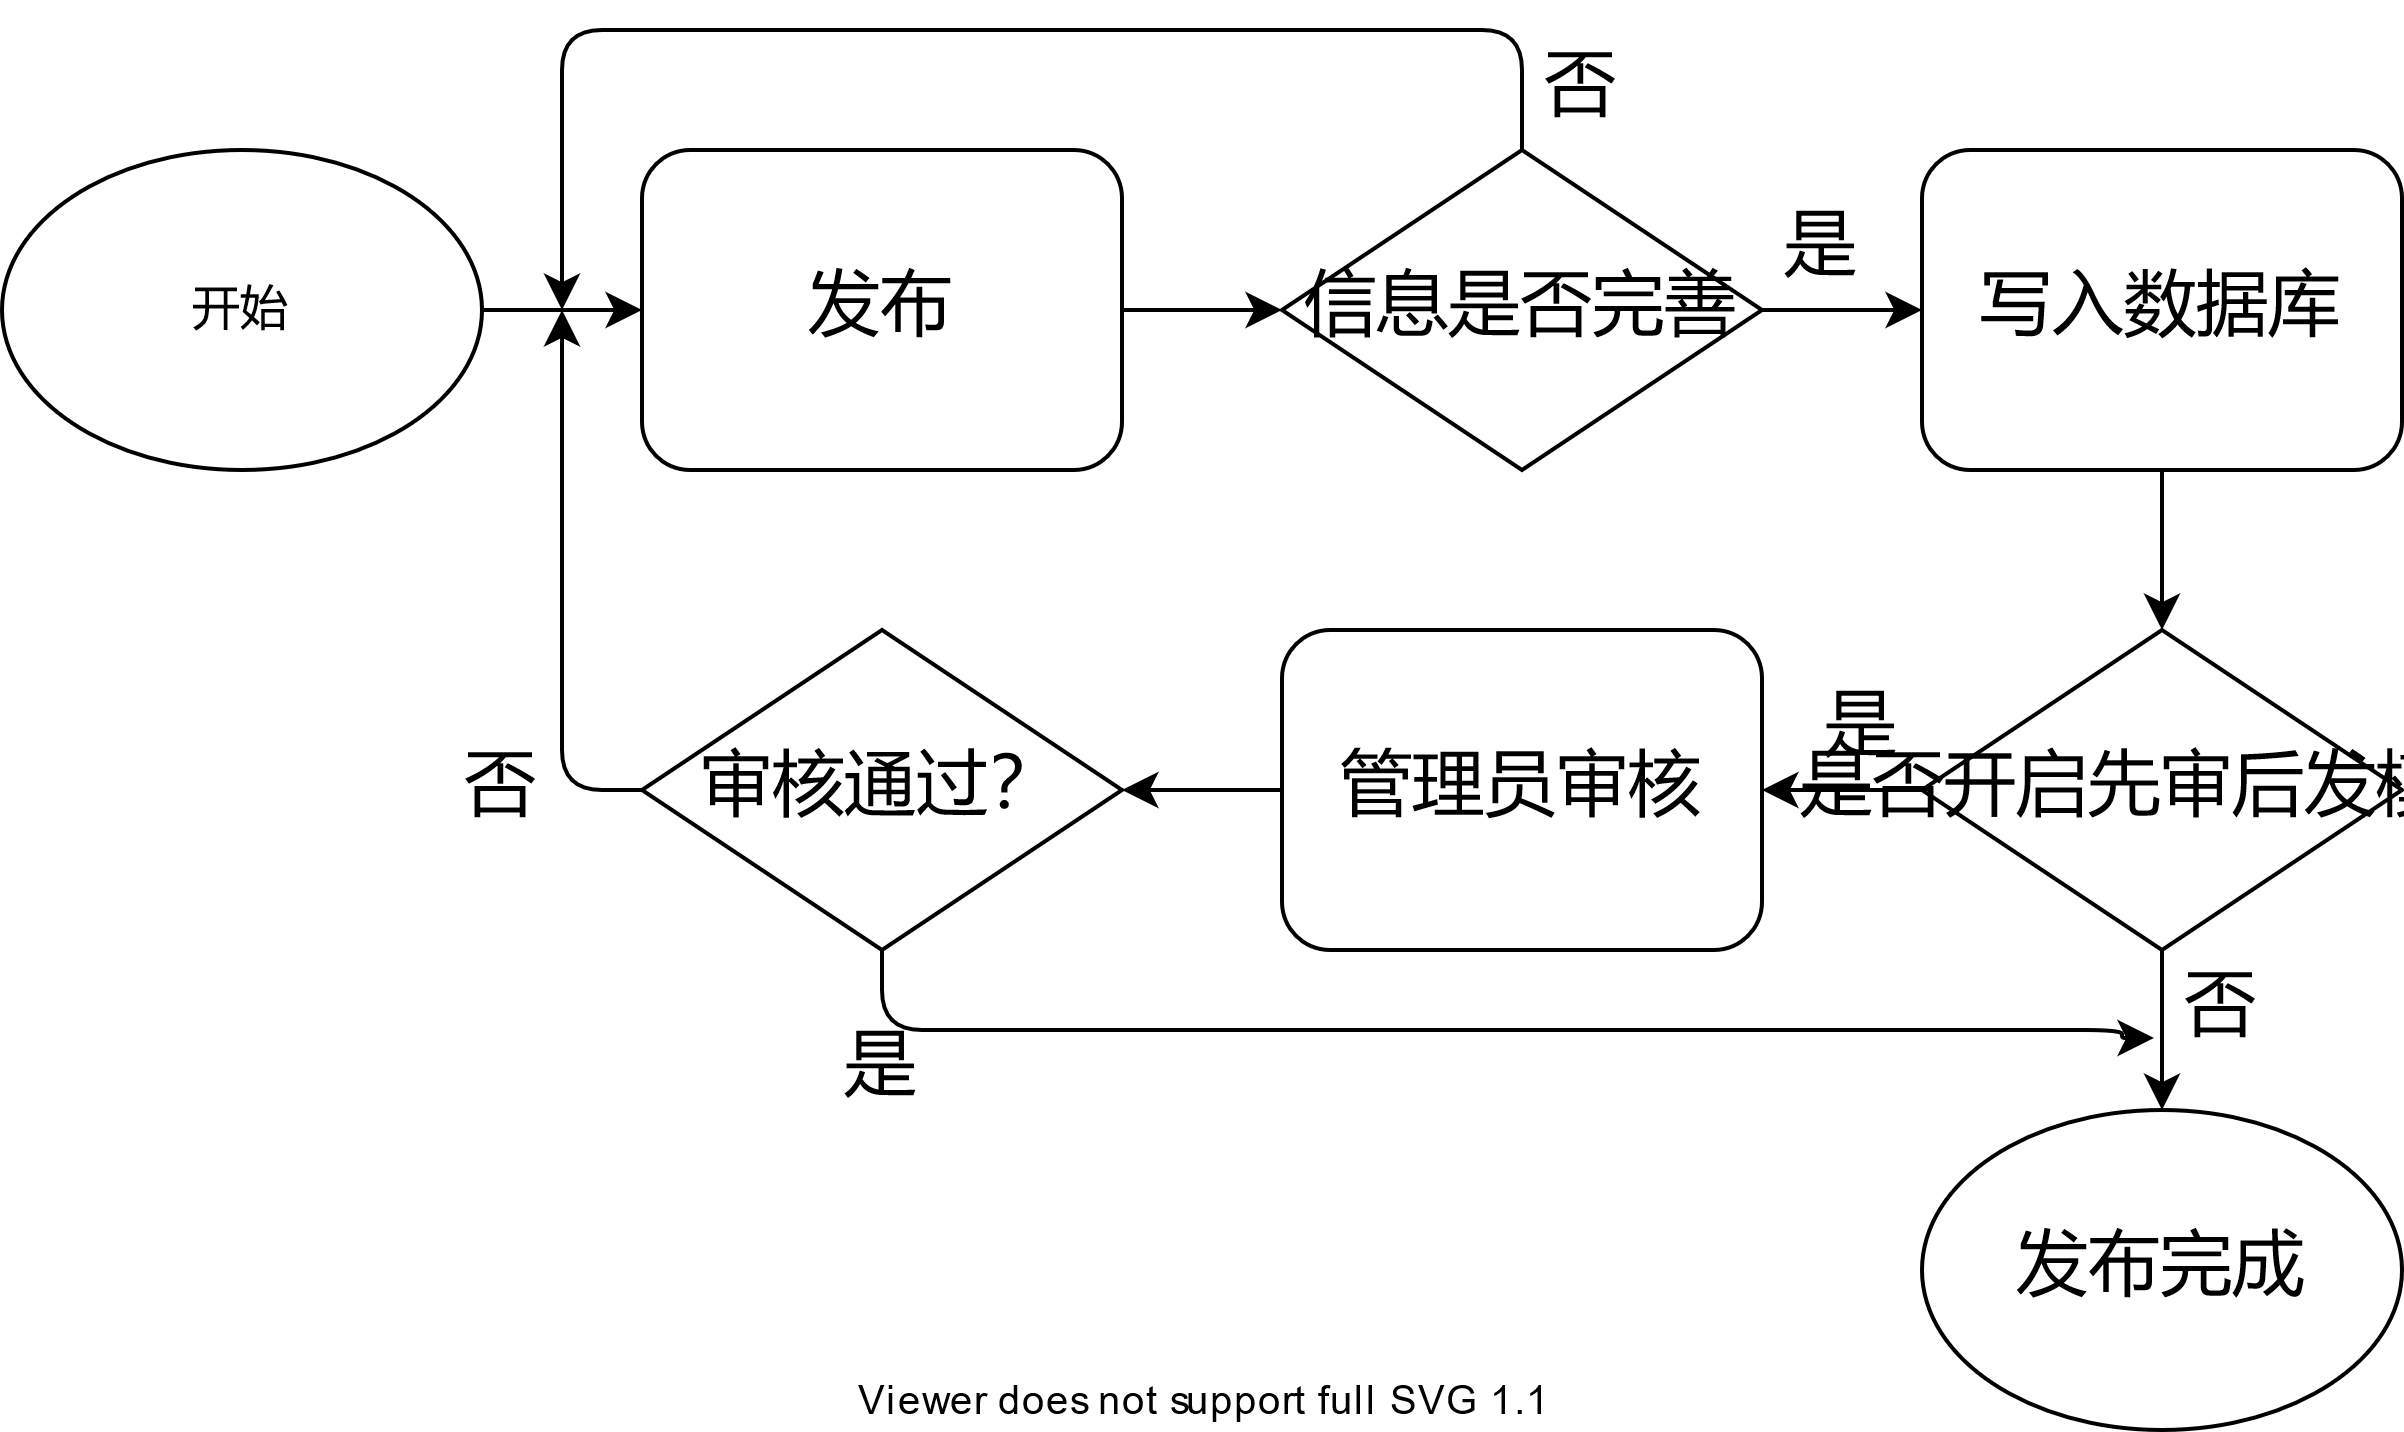 否
是
开始
发布
信息是否完善
写入数据库
是
否
审核通过？
管理员审核
是否开启先审后发
否
是
发布完成
Viewer does not support full SVG 1.1